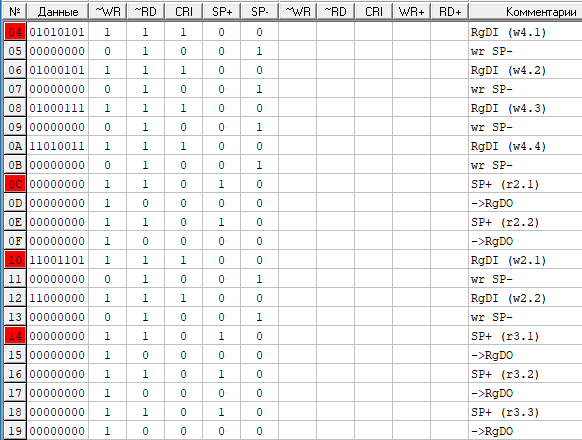 № Данные ~WR ~RD CRI SP+ SP- ~WR ~RD CRI WR+ RD+ Комментарии
04 01010101 1 1 1 0 0 RgDI (w4.1)
05 00000000 0 1 0 0 1 wr SP-
06 01000101 1 1 1 0 0 RgDI (w4.2)
07 00000000 0 1 0 0 1 wr SP-
08 01000111 1 1 1 0 0 RgDI (w4.3)
09 00000000 0 1 0 0 1 wr SP-
0A 11010011 1 1 1 0 0 RgDI (w4.4)
0B 00000000 0 1 0 0 1 wr SP-
0C 00000000 1 1 0 1 0 SP+ (r2.1)
0D 00000000 1 0 0 0 0 ->RgDO
0E 00000000 1 1 0 1 0 SP+ (r2.2)
0F 00000000 1 0 0 0 0 ->RgDO
10 11001101 1 1 1 0 0 RgDI (w2.1)
11 00000000 0 1 0 0 1 wr SP-
12 11000000 1 1 1 0 0 RgDI (w2.2)
13 00000000 0 1 0 0 1 wr SP-
14 00000000 1 1 0 1 0 SP+ (r3.1)
15 00000000 1 0 0 0 0 ->RgDO
16 00000000 1 1 0 1 0 SP+ (r3.2)
17 00000000 1 0 0 0 0 ->RgDO
18 00000000 1 1 0 1 0 SP+ (r3.3)
19 00000000 1 0 0 0 0 ->RgDO